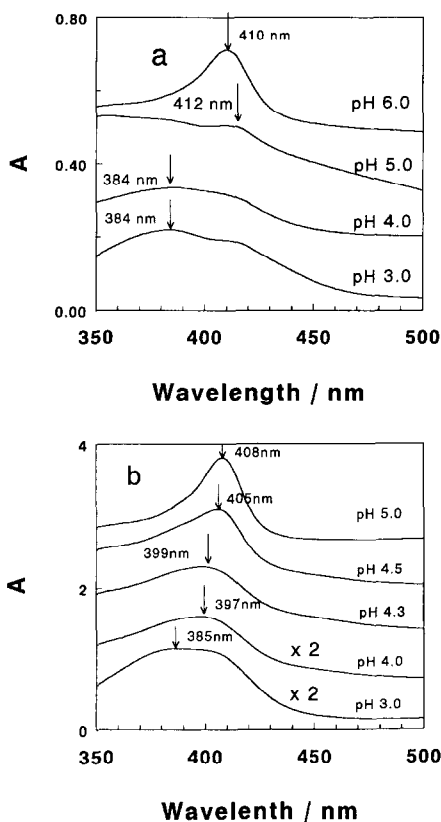 0.80
410 nm
a
412 nm
pH 6.0
A
0.40
pH 5.0
384 nm
pH 4.0
384 nm
pH 3.0
0.00
350 400 450 500
Wavelength / nm
4
408nm
b
405nm
pH 5.0
399nm
pH 4.5
A
2
397nm
pH 4.3
385nm
x 2
pH 4.0
x 2
pH 3.0
0
350 400 450 500
Wavelenth / nm